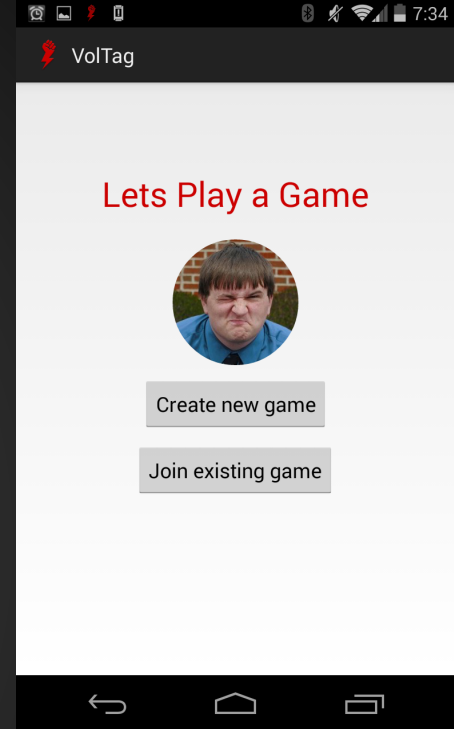 7:34
VolTag
Lets Play a Game
Create new game
Join existing game